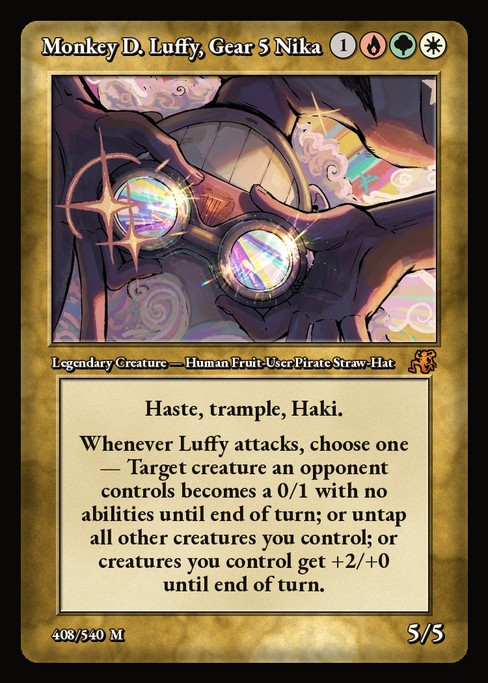 Monkey D. Luffy, Gear 5 Nika 1
Legendary Creature — Human Fruit-User Pirate Straw-Hat
Haste, trample, Haki.
Whenever Luffy attacks, choose one
— Target creature an opponent
controls becomes a 0/1 with no
abilities until end of turn; or untap
all other creatures you control; or
creatures you control get +2/+0
until end of turn.
408/540 M
5/5